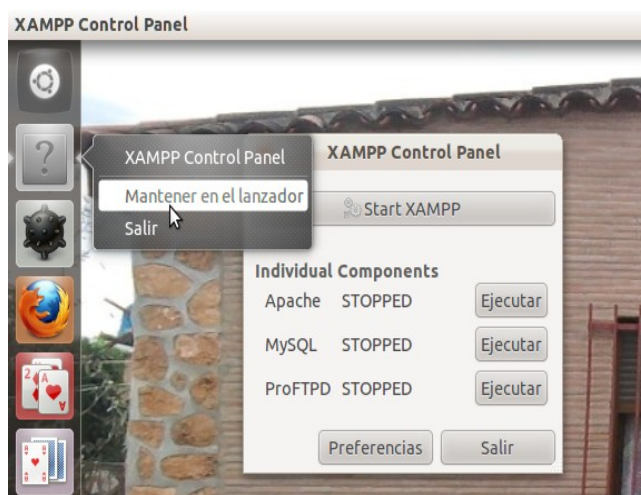 XAMPP Control Panel
XAMPP Control Panel
Mantener en el lanzador
Salir
XAMPP Control Panel
Start XAMPP
Individual Components
Apache STOPPED Ejecutar
MySQL STOPPED Ejecutar
ProFTPD STOPPED Ejecutar
Preferencias Salir
2 A